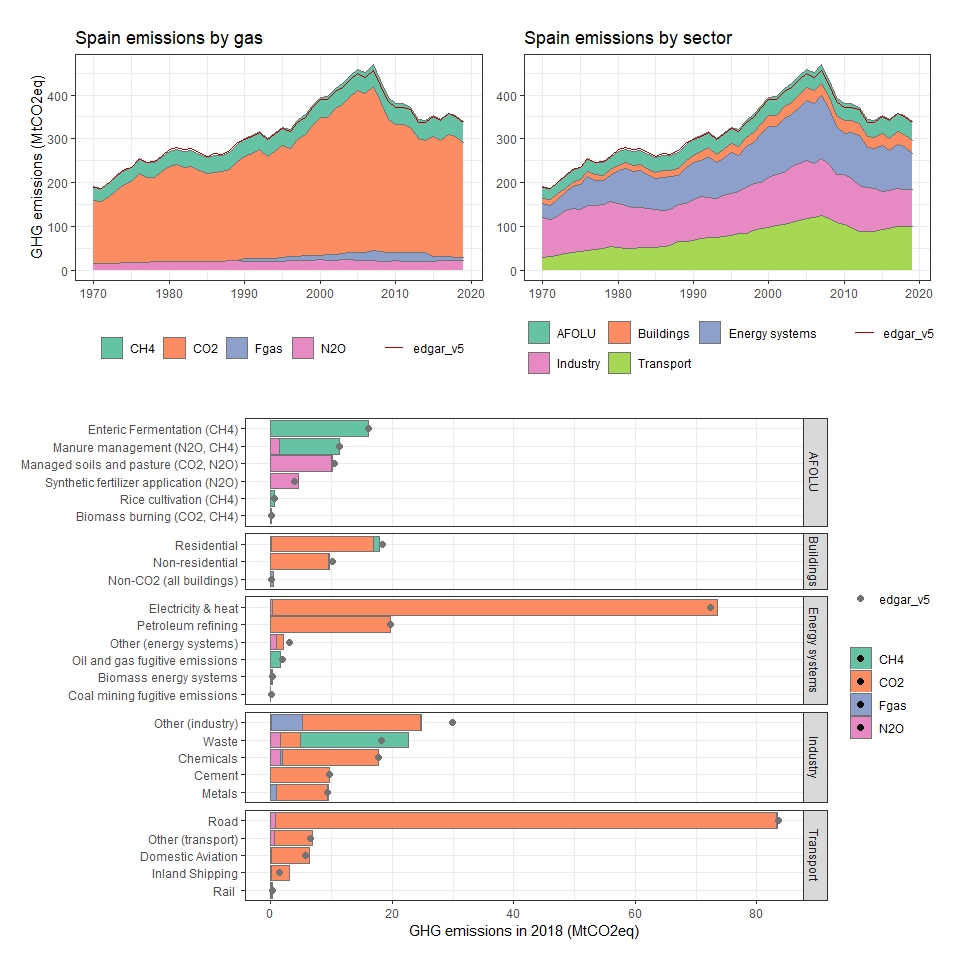 Spain emissions by gas
Spain emissions by sector
GHG emissions (MtCO2eq)
400
300
200
100
0
1970
1980
1990
2000
2010
2020
400
300
200
100
0
1970
1980
1990
2000
2010
2020
CH4
CO2
Fgas
N2O
edgar_v5
AFOLU
Buildings
Energy systems
edgar_v5
Industry
Transport
Enteric Fermentation (CH4)
Manure management (N2O, CH4)
Managed soils and pasture (CO2, N2O)
Synthetic fertilizer application (N2O)
Rice cultivation (CH4)
Biomass burning (CO2, CH4)
AFOLU
Residential
Non-residential
Non-CO2 (all buildings)
Buildings
Electricity & heat
Petroleum refining
Other (energy systems)
Oil and gas fugitive emissions
Biomass energy systems
Coal mining fugitive emissions
Energy systems
Other (industry)
Waste
Chemicals
Cement
Metals
Industry
Road
Other (transport)
Domestic Aviation
Inland Shipping
Rail
Transport
0
20
40
60
80
GHG emissions in 2018 (MtCO2eq)
edgar_v5
CH4
CO2
Fgas
N2O